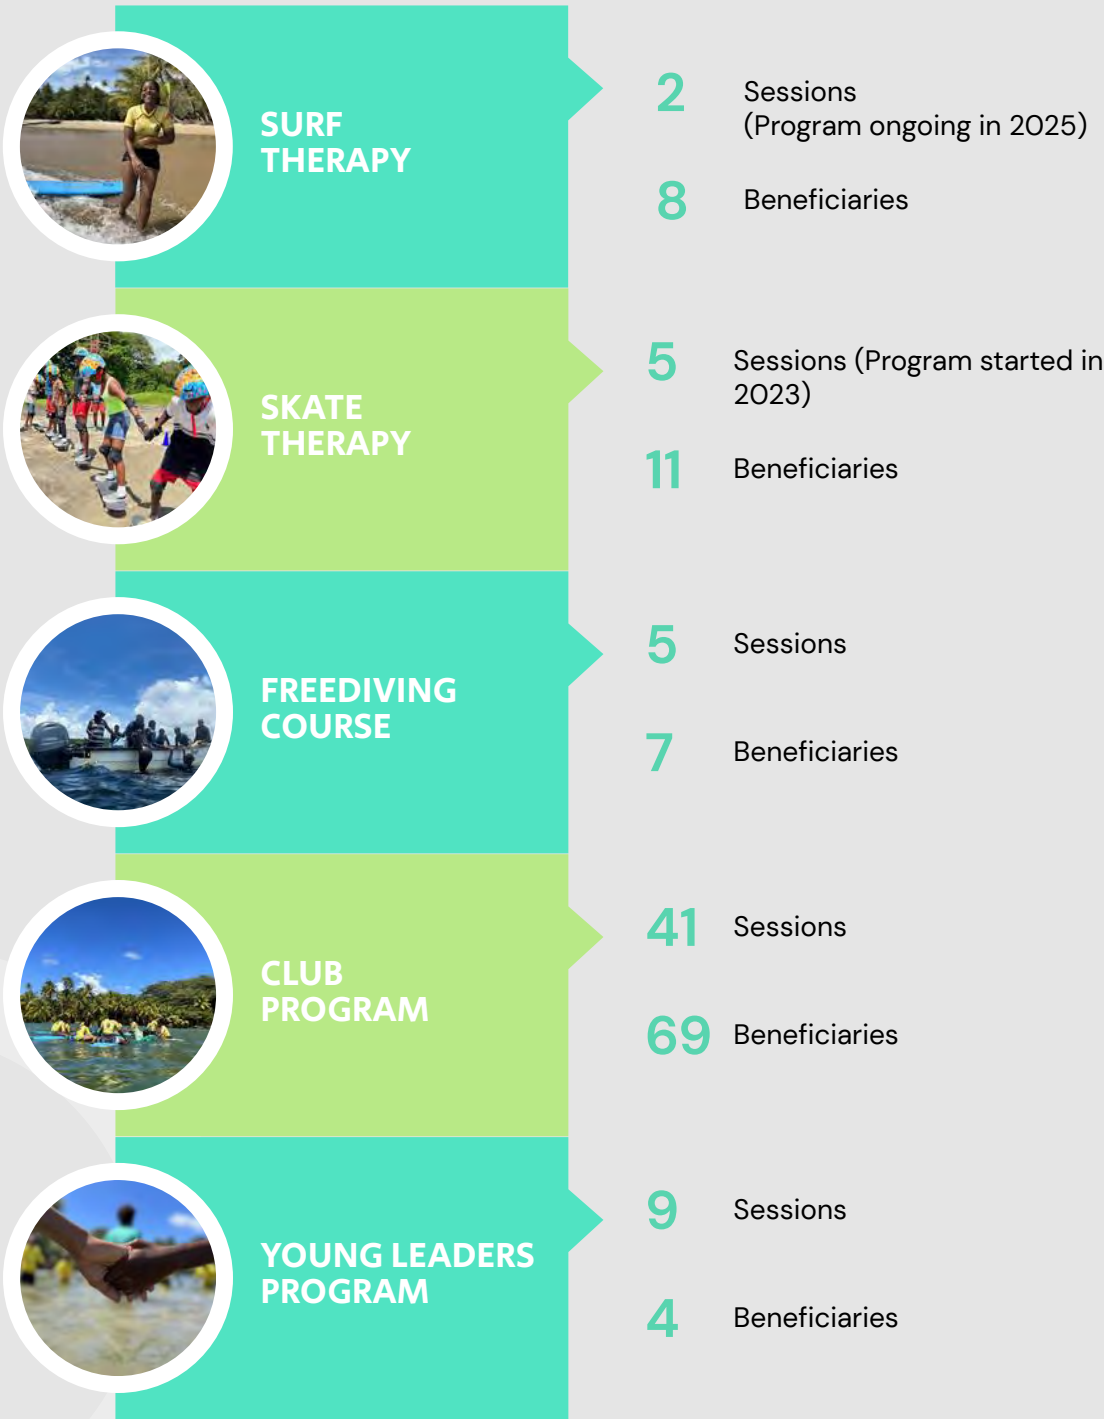 SURF
THERAPY
2
Sessions
(Program ongoing in 2025)
8
Beneficiaries
SKATE
THERAPY
5
Sessions (Program started in
2023)
11
Beneficiaries
FREEDIVING
COURSE
5
Sessions
7
Beneficiaries
CLUB
PROGRAM
41
Sessions
69
Beneficiaries
YOUNG LEADERS
PROGRAM
9
Sessions
4
Beneficiaries